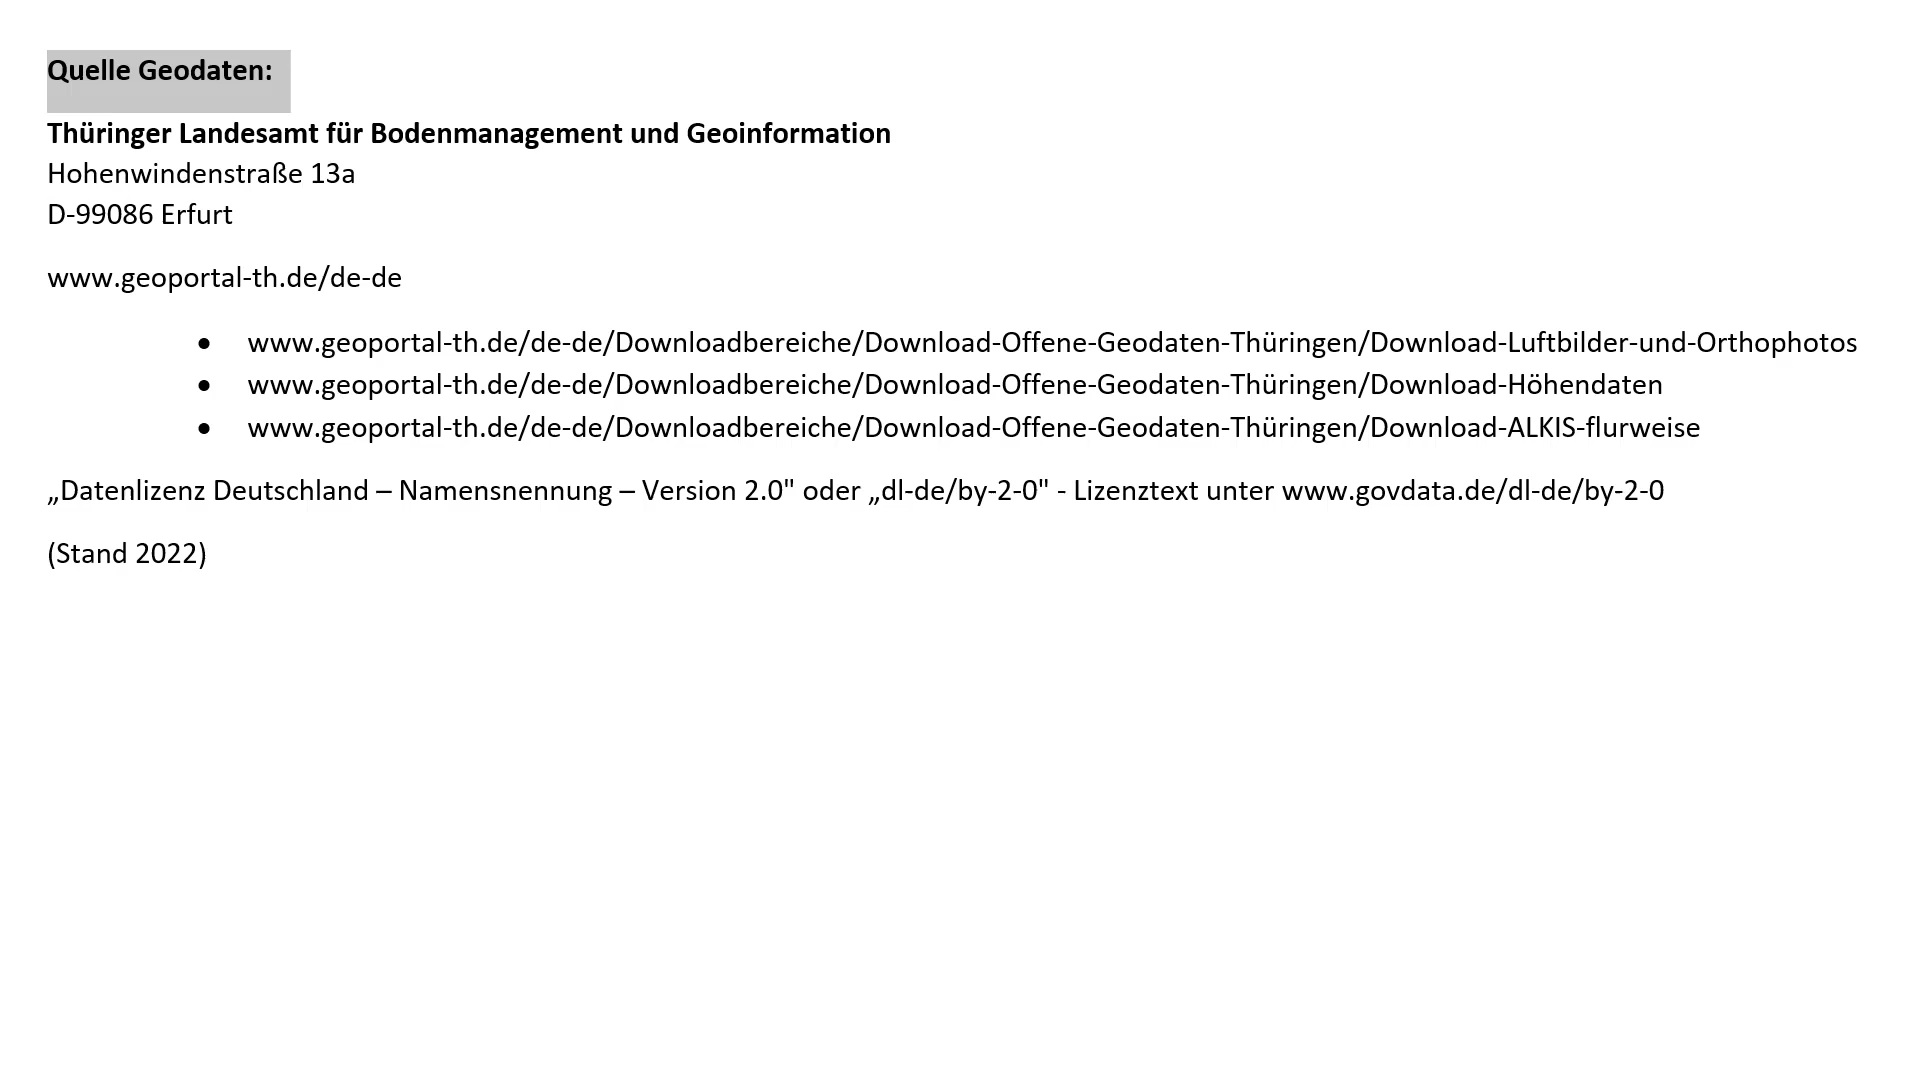 Quelle Geodaten:
Thüringer Landesamt für Bodenmanagement und Geoinformation
Hohenwindenstraße 13a
D-99086 Erfurt
www.geoportal-th.de/de-de
• www.geoportal-th.de/de-de/Downloadbereiche/Download-Offene-Geodaten-Thüringen/Download-Luftbilder-und-Orthophotos
• www.geoportal-th.de/de-de/Downloadbereiche/Download-Offene-Geodaten-Thüringen/Download-Höhendaten
• www.geoportal-th.de/de-de/Downloadbereiche/Download-Offene-Geodaten-Thüringen/Download-ALKIS-flurweise
„Datenlizenz Deutschland – Namensnennung – Version 2.0" oder „dl-de/by-2-0" - Lizenztext unter www.govdata.de/dl-de/by-2-0
(Stand 2022)